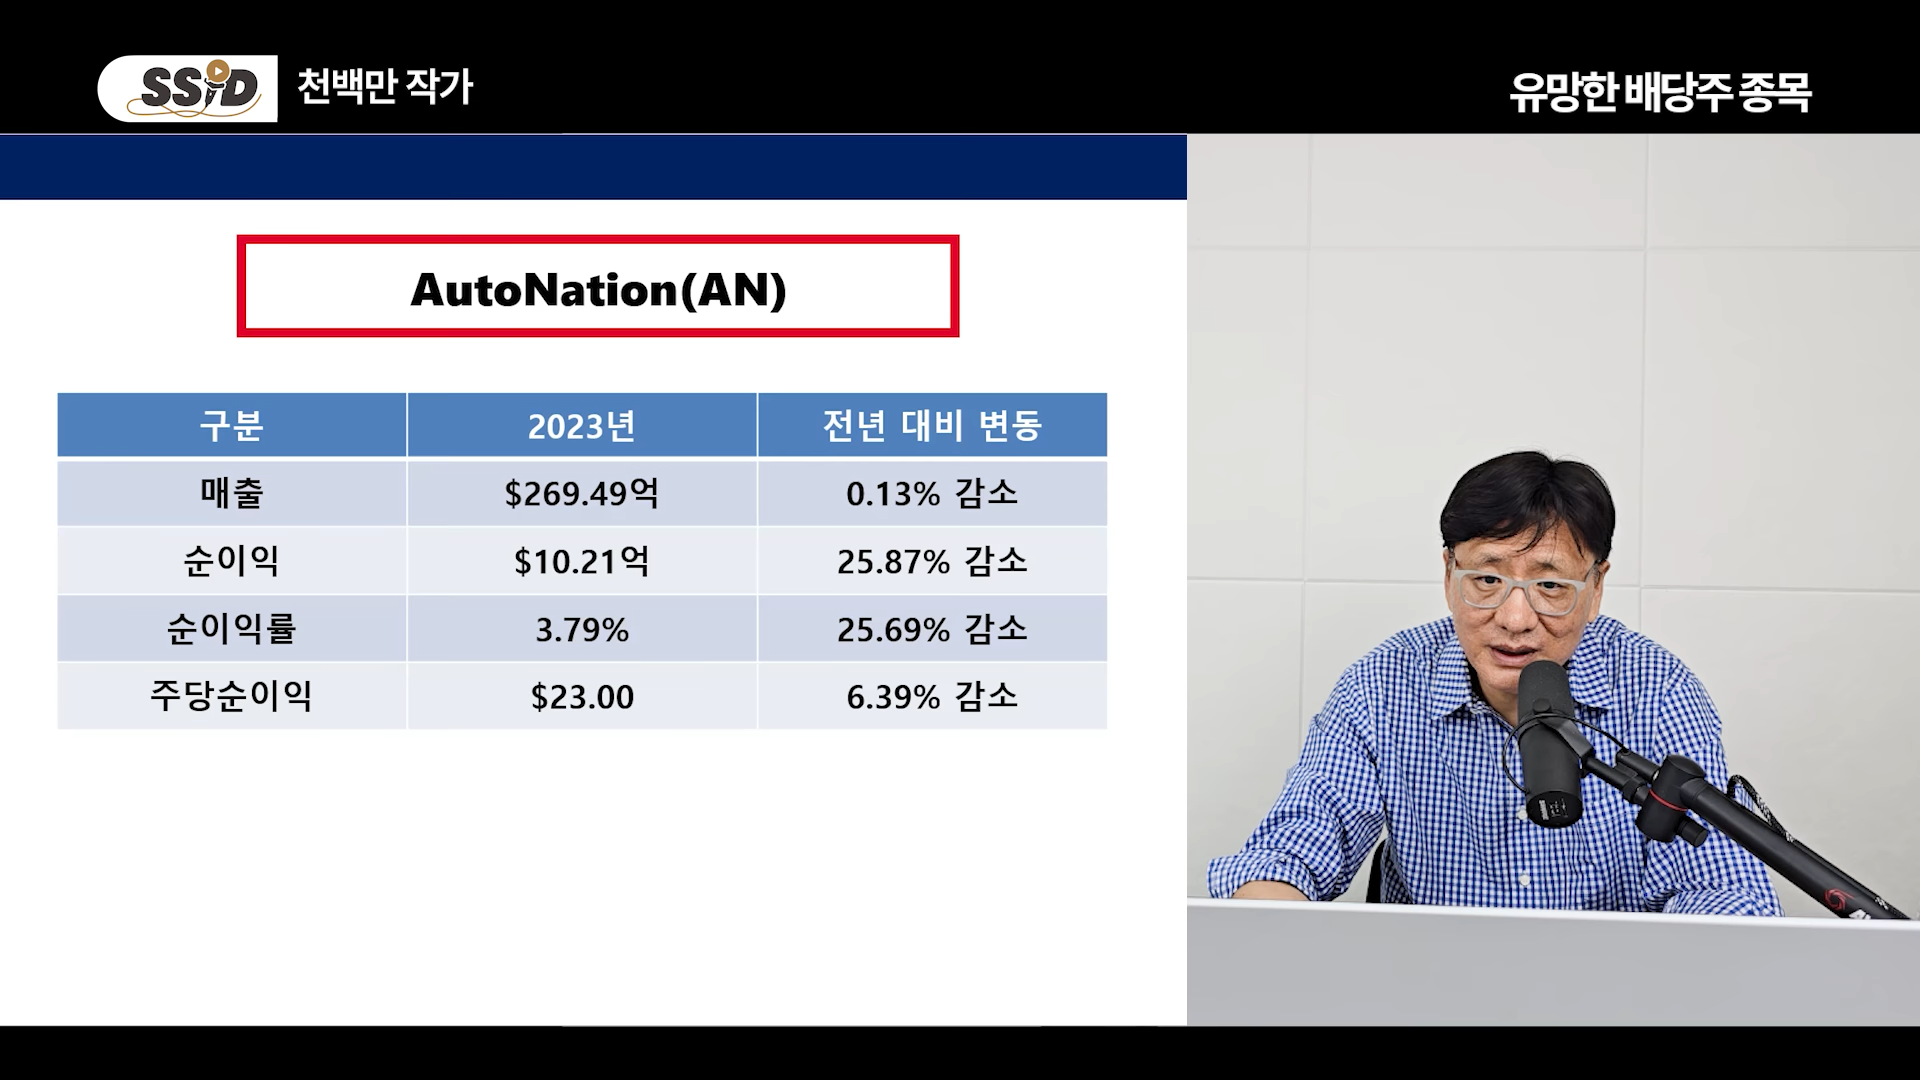 SSiD 천백만 작가
유망한 배당주 종목
AutoNation(AN)
구분 2023년 전년 대비 변동
매출 $269.49억 0.13% 감소
순이익 $10.21억 25.87% 감소
순이익률 3.79% 25.69% 감소
주당순이익 $23.00 6.39% 감소